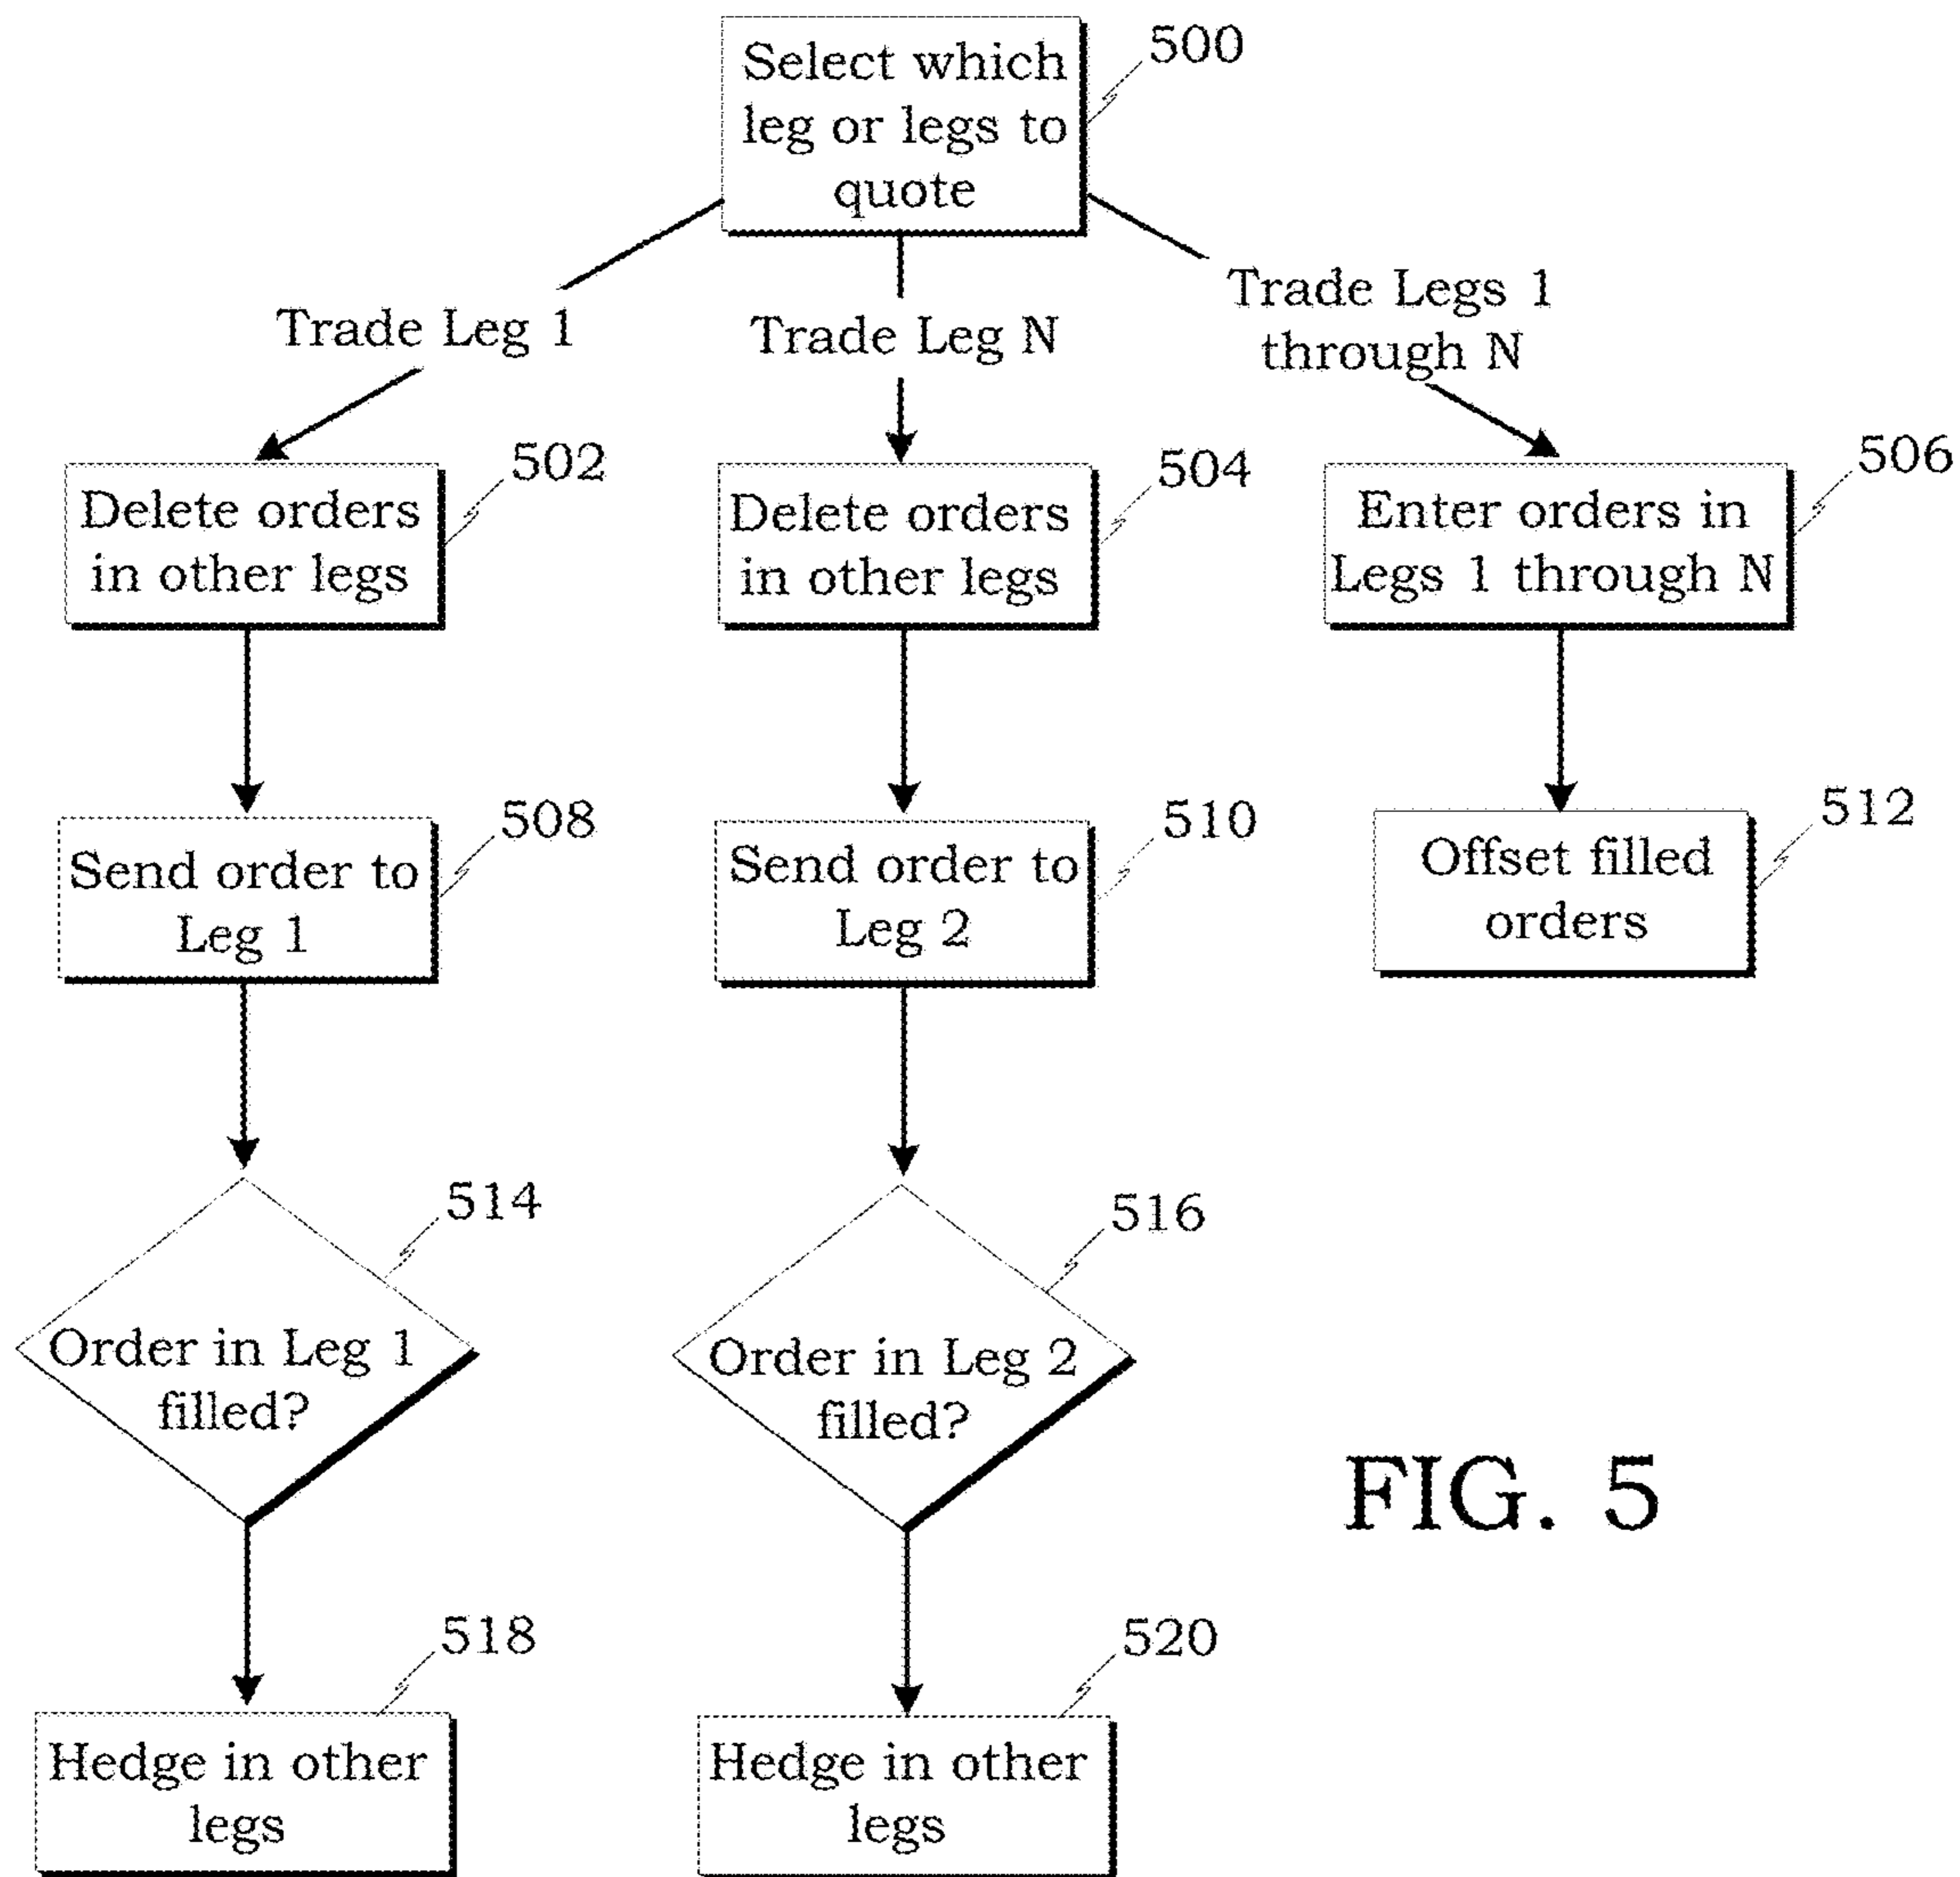 Select which
leg or legs to
quote
500
Trade Leg 1
Trade Leg N
Trade Legs 1
through N
Delete orders
in other legs
502
Delete orders
in other legs
504
Enter orders in
Legs 1 through N
506
Send order to
Leg 1
508
Send order to
Leg 2
510
Offset filled
orders
512
Order in Leg 1
filled?
514
Order in Leg 2
filled?
516
FIG. 5
Hedge in other
legs
518
Hedge in other
legs
520